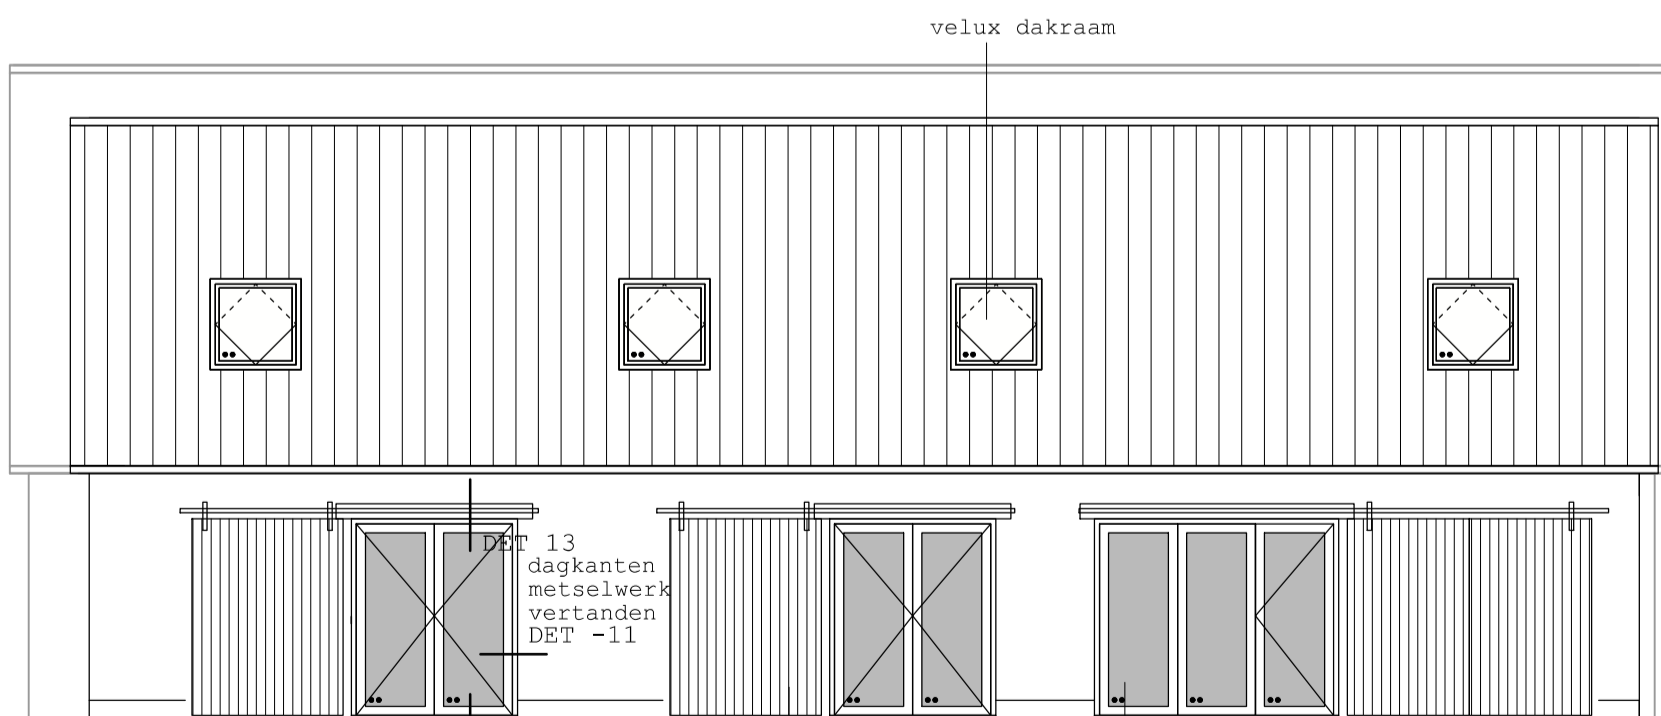 velux dakraam
DET 13
dagkanten
metselwerk
vertanden
DET -11